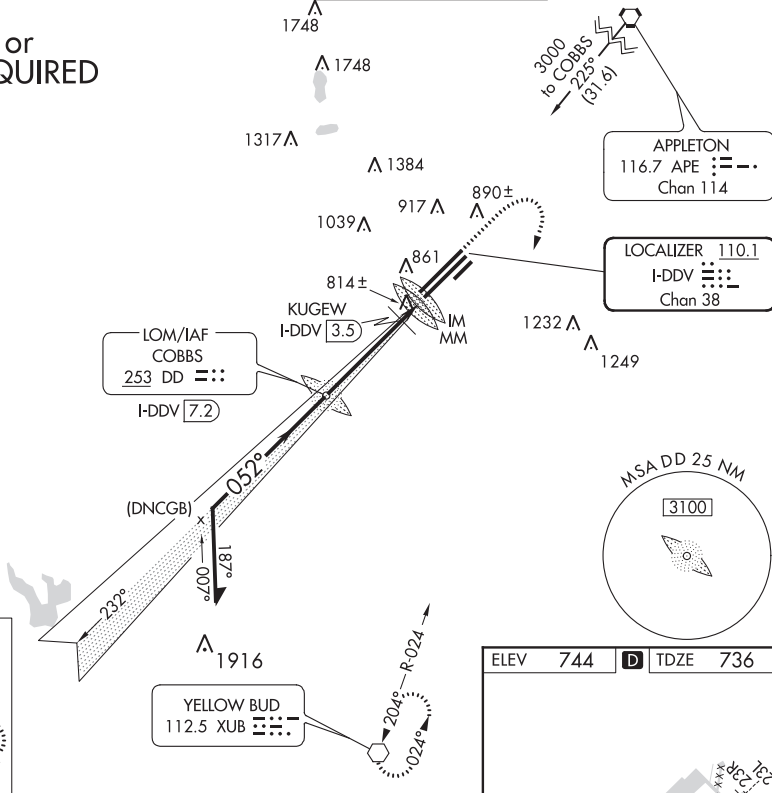 or
QUIRED
1748
1748
1317
1384
917
890±
1039
861
814±
KUGEW
I-DDV 3.5
IM
MM
3000
to COBBS
225°
(31.6)
APPLETON
116.7 APE
Chan 114
LOCALIZER 110.1
I-DDV
Chan 38
1232
1249
LOM/IAF
COBBS
253 DD
I-DDV 7.2
052°
(DNCGB)
187°
007°
232°
1916
MSA DD 25 NM
3100
YELLOW BUD
112.5 XUB
204°
R-024
024°
ELEV 744 D TDZE 736
23R
23L